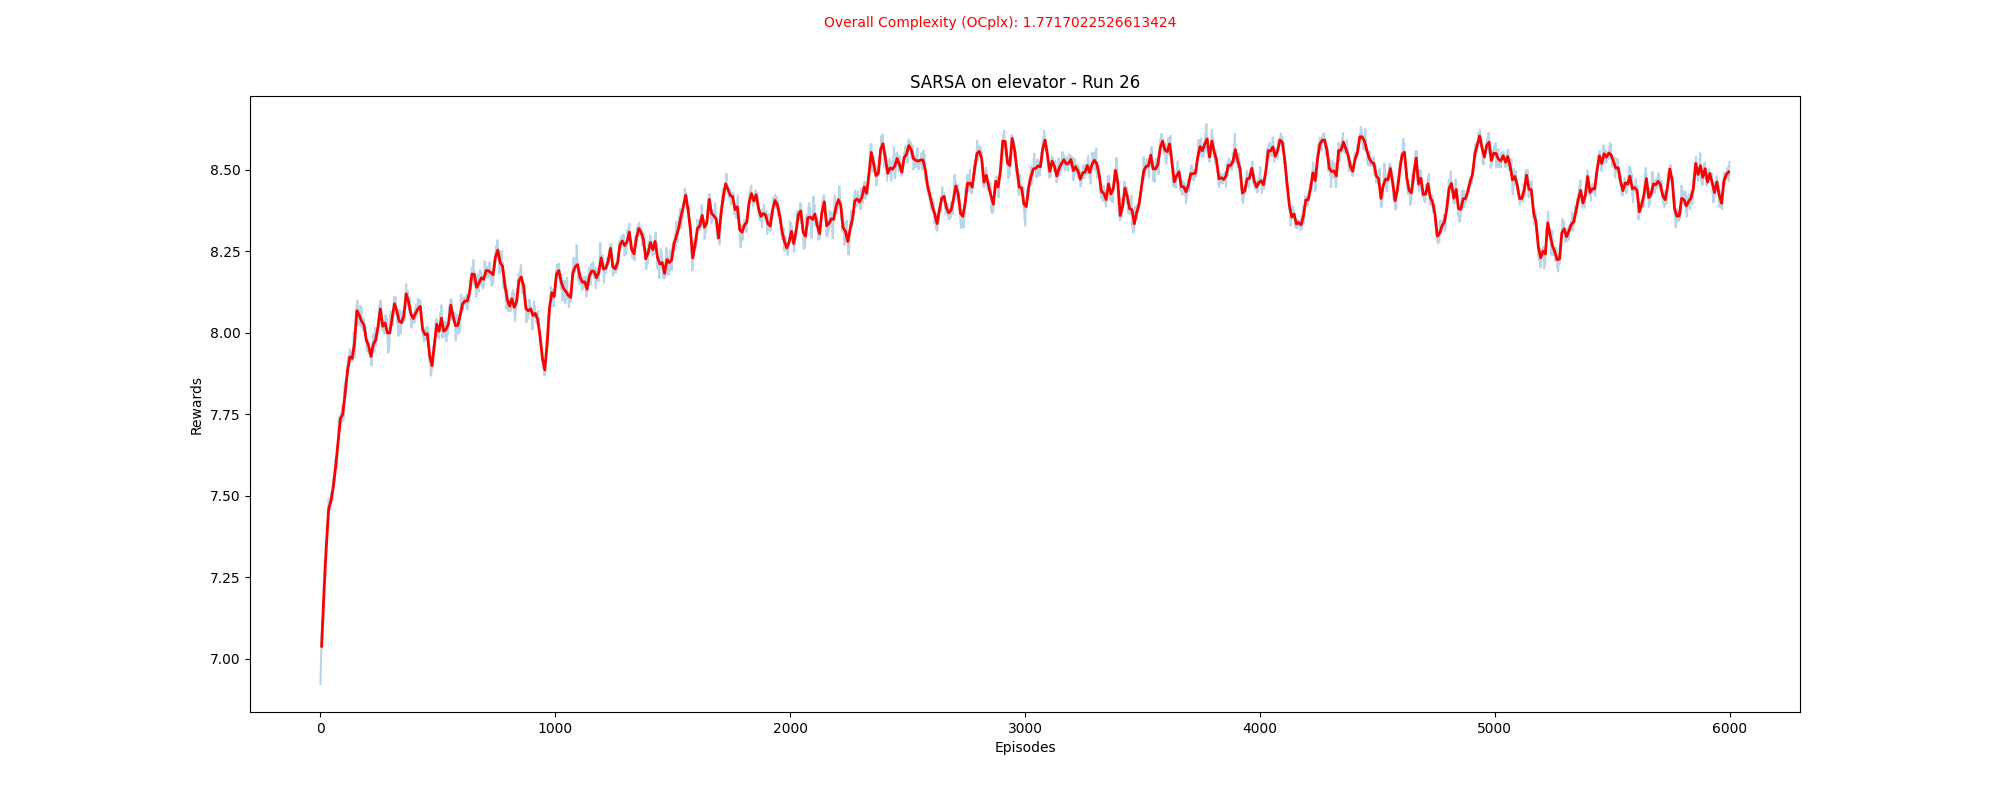 Overall Complexity (OCplx): 1.7717022526613424
SARSA on elevator - Run 26
Rewards
8.50
8.25
8.00
7.75
7.50
7.25
7.00
0 1000 2000 3000 4000 5000 6000
Episodes